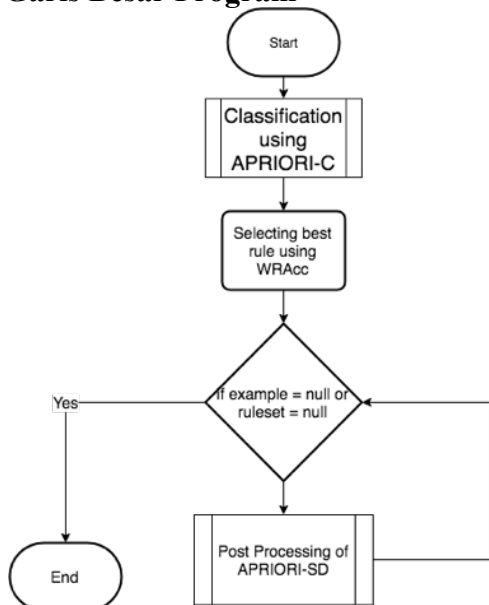 Garis Besar Program
Start
Classification
using
APRIORI-C
Selecting best
rule using
WRAcc
If example = null or
ruleset = null
Yes
Post Processing of
APRIORI-SD
End